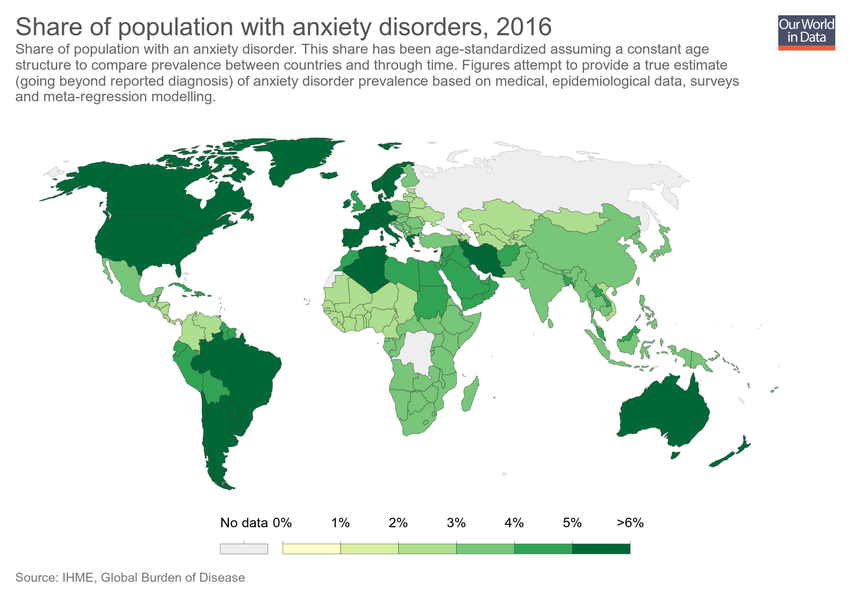 Share of population with anxiety disorders, 2016
Our World
in Data
Share of population with an anxiety disorder. This share has been age-standardized assuming a constant age
structure to compare prevalence between countries and through time. Figures attempt to provide a true estimate
(going beyond reported diagnosis) of anxiety disorder prevalence based on medical, epidemiological data, surveys
and meta-regression modelling.
No data 0% 1% 2% 3% 4% 5% >6%
Source: IHME, Global Burden of Disease